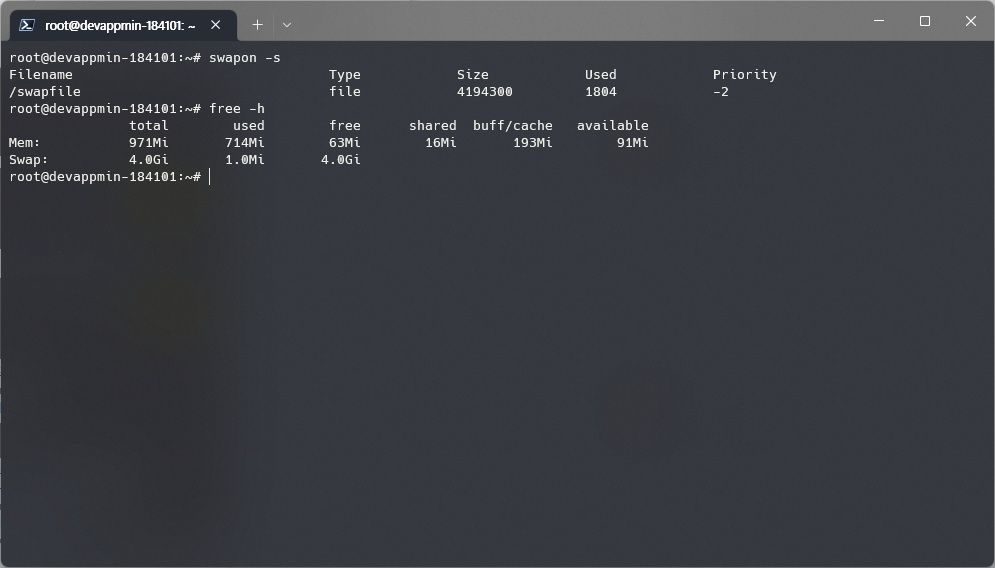 root@devappmin-184101: ~
root@devappmin-184101:~# swapon -s
Filename Type Size Used Priority
/swapfile file 4194300 1804 -2
root@devappmin-184101:~# free -h
total used free shared buff/cache available
Mem: 971Mi 714Mi 63Mi 16Mi 193Mi 91Mi
Swap: 4.0Gi 1.0Mi 4.0Gi
root@devappmin-184101:~#